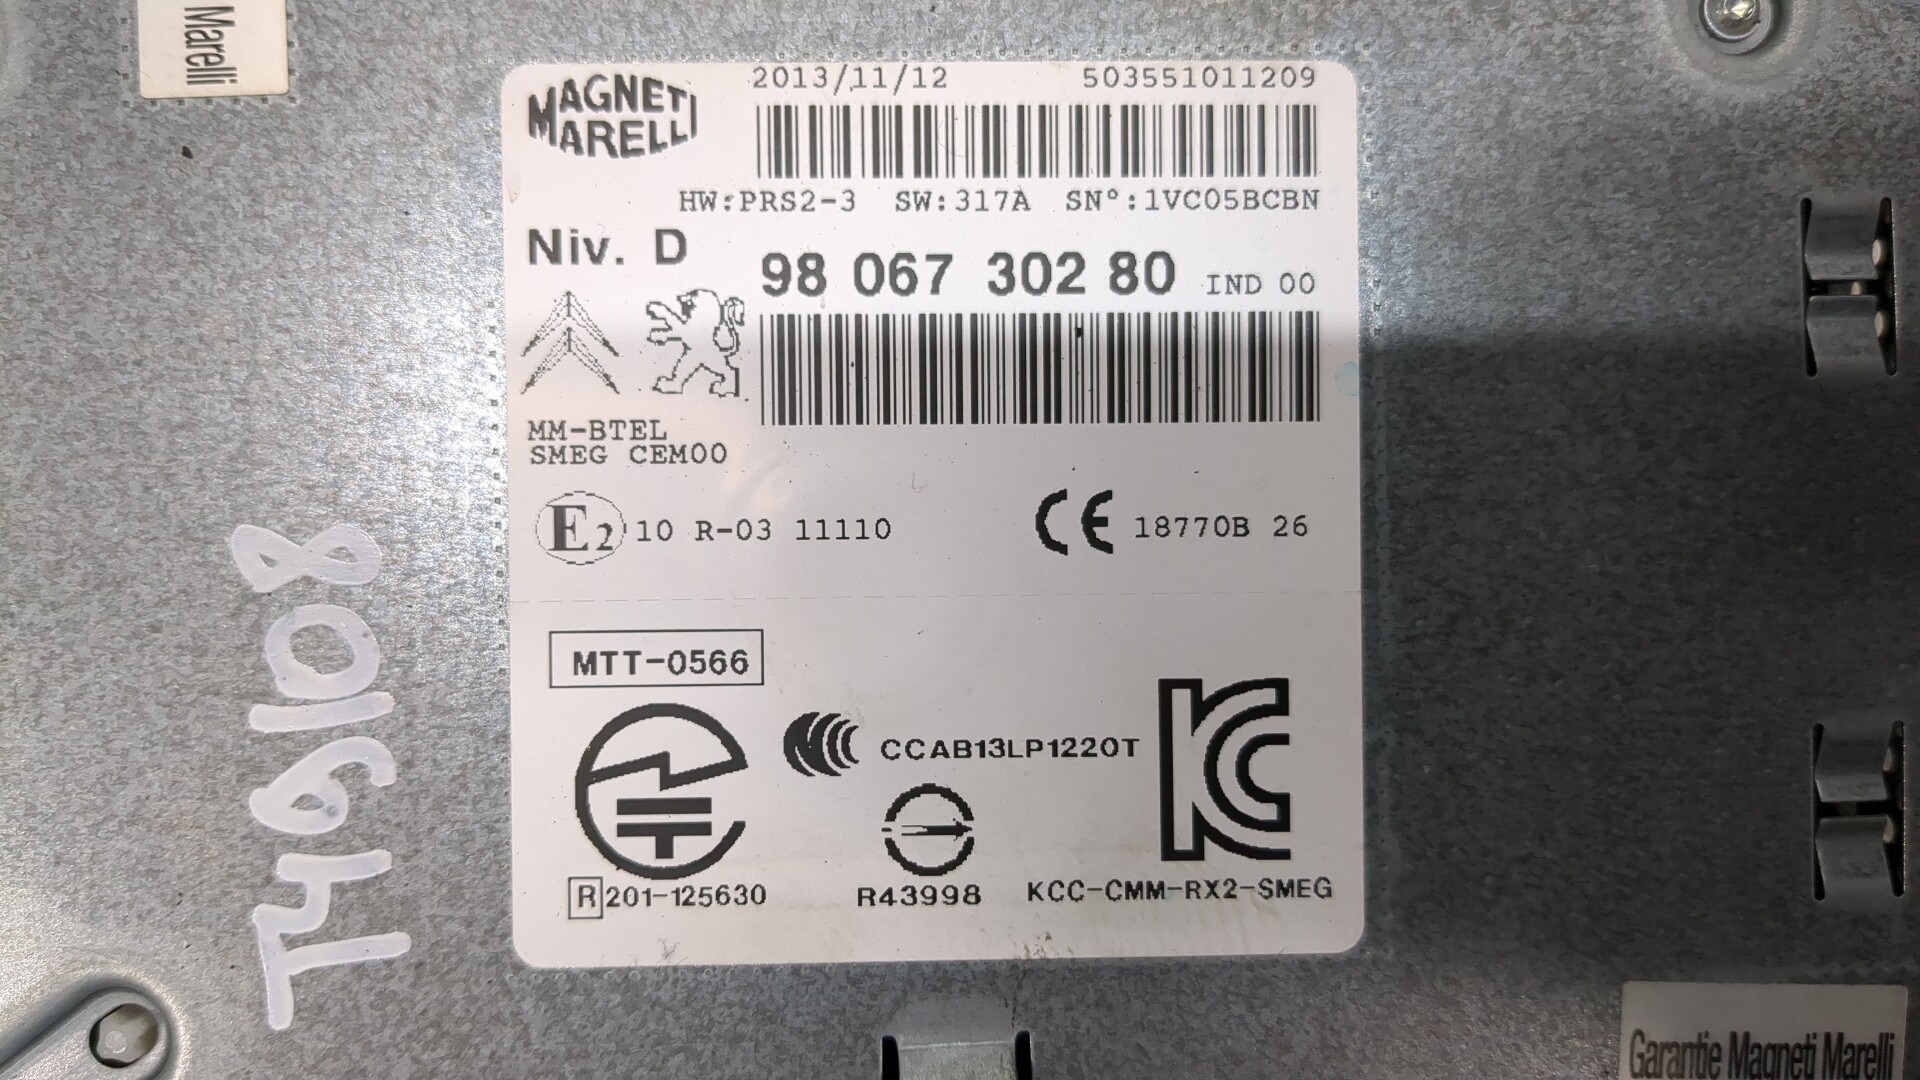 Marelli
MAGNETI
MARELLI
2013/11/12 503551011209
HW:PRS2-3 SW:317A SN°:1VC05BCBN
Niv. D
98 067 302 80 IND 00
MM-BTEL
SMEG CEM00
E2 10 R-03 11110
CE 18770B 26
MTT-0566
CCAB13LP1220T
KC
R 201-125630
R43998
KCC-CMM-RX2-SMEG
Garantie Magneti Marelli